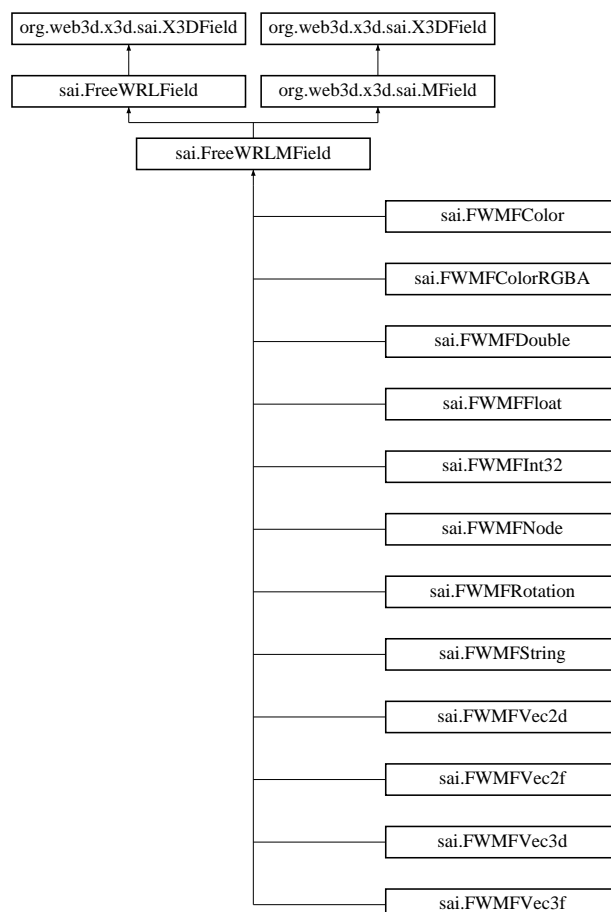 org.web3d.x3d.sai.X3DField
org.web3d.x3d.sai.X3DField
sai.FreeWRLField
org.web3d.x3d.sai.MField
sai.FreeWRLMField
sai.FWMFColor
sai.FWMFColorRGBA
sai.FWMFDouble
sai.FWMFFloat
sai.FWMFInt32
sai.FWMFNode
sai.FWMFRotation
sai.FWMFString
sai.FWMFVec2d
sai.FWMFVec2f
sai.FWMFVec3d
sai.FWMFVec3f